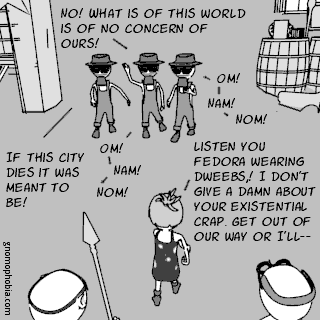 NO! WHAT IS OF THIS WORLD
IS OF NO CONCERN OF
OURS!
OM!
NAM!
NOM!
OM!
NAM!
NOM!
IF THIS CITY
DIES IT WAS
MEANT TO
BE!
LISTEN YOU
FEDORA WEARING
DWEEBS,! I DON'T
GIVE A DAMN ABOUT
YOUR EXISTENTIAL
CRAP. GET OUT OF
OUR WAY OR I'LL--
gnomophobia.com